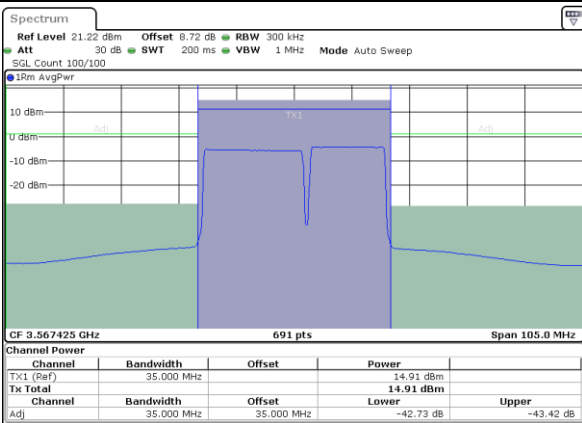 Spectrum
Ref Level 21.22 dBm Offset 8.72 dB RBW 300 kHz
Att 30 dB SWT 200 ms VBW 1 MHz Mode Auto Sweep
SGL Count 100/100
1Rm AvgPwr
10 dBm
TX1
Adj Adj
0 dBm
-10 dBm
-20 dBm
CF 3.567425 GHz 691 pts Span 105.0 MHz
Channel Power
Channel Bandwidth Offset Power
TX1 (Ref) 35.000 MHz 14.91 dBm
Tx Total 14.91 dBm
Channel Bandwidth Offset Lower Upper
Adj 35.000 MHz 35.000 MHz -42.73 dB -43.42 dB